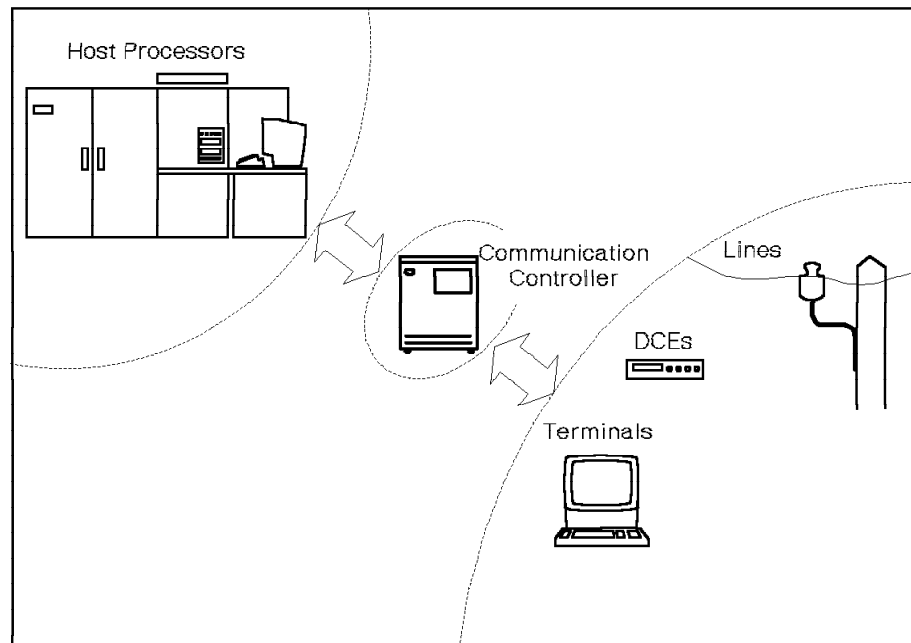 Host Processors
Communication
Controller
Lines
DCEs
Terminals